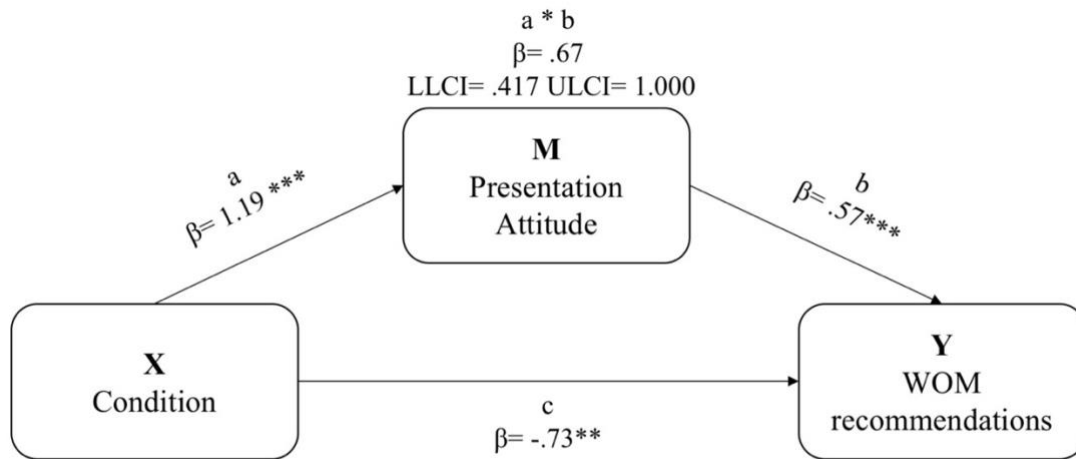 a * b
β= .67
LLCI= .417 ULCI= 1.000
M
Presentation
Attitude
a
β= 1.19 ***
b
β= .57***
X
Condition
c
β= -.73**
Y
WOM
recommendations